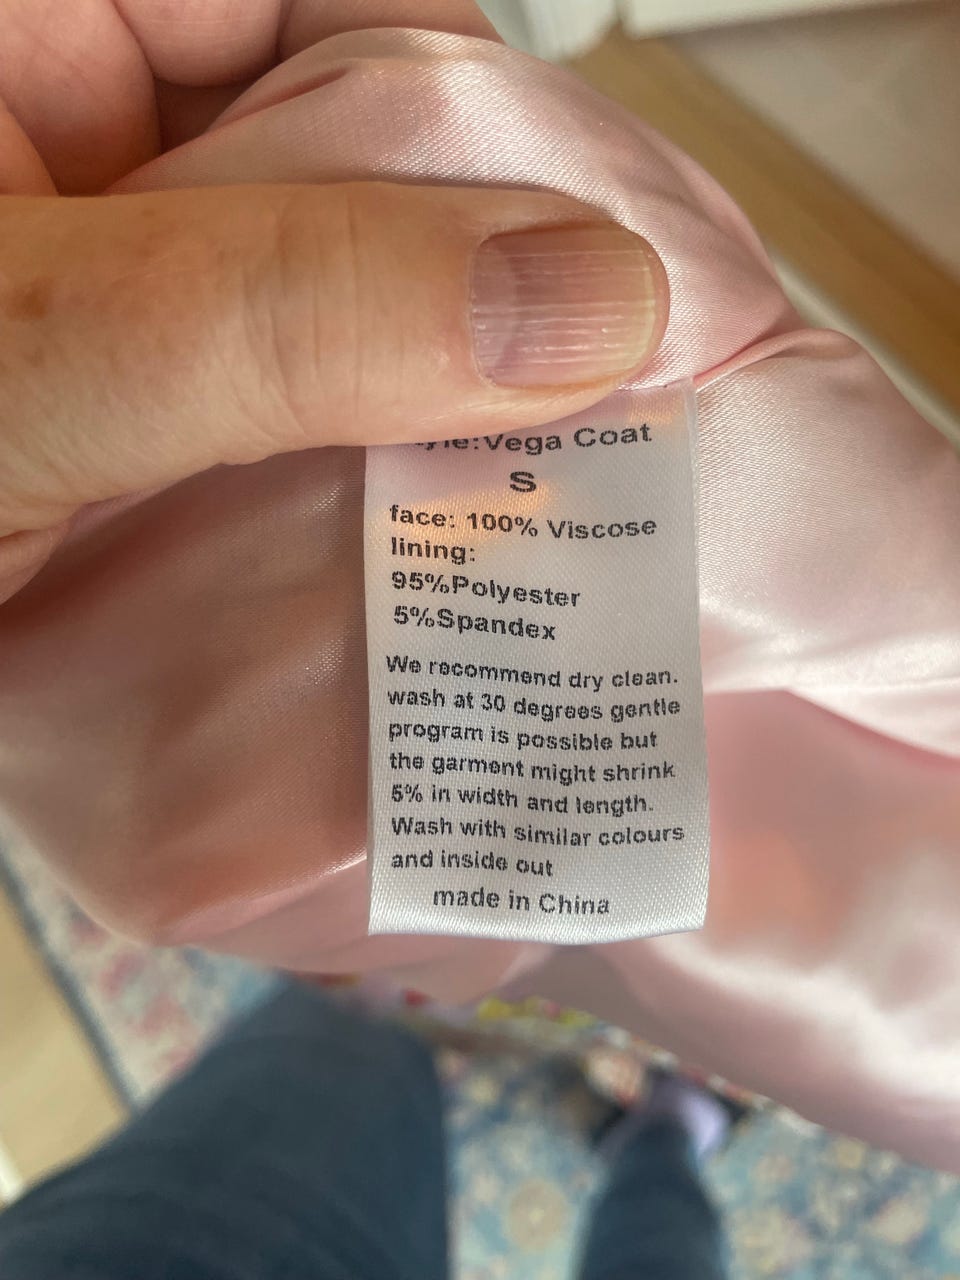 Vega Coat
S
face: 100% Viscose
lining:
95%Polyester
5%Spandex
We recommend dry clean.
wash at 30 degrees gentle
program is possible but
the garment might shrink
5% in width and length.
Wash with similar colours
and inside out
made in China